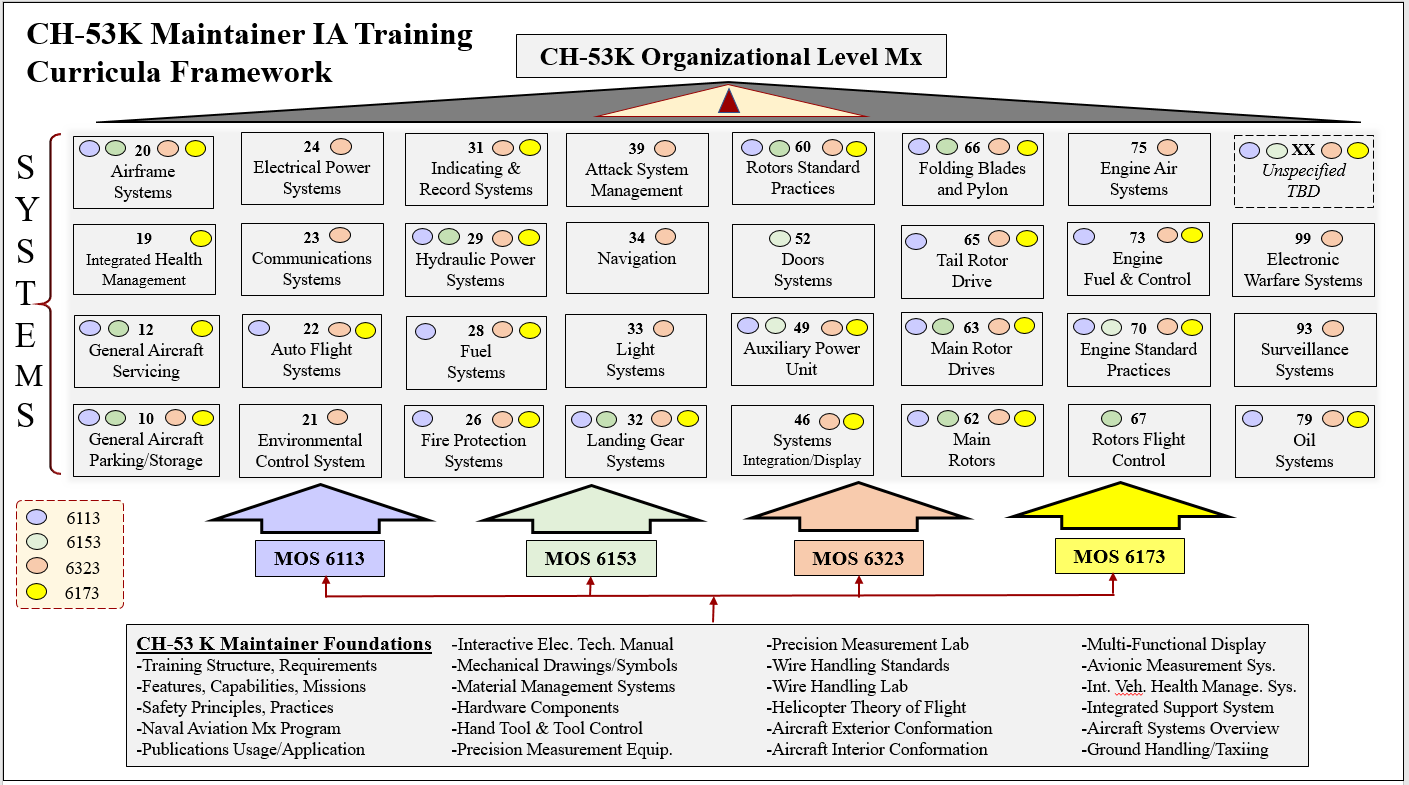 CH-53K Maintainer IA Training
Curricula Framework
CH-53K Organizational Level Mx
SYSTEMS
20
Airframe
Systems
24
Electrical Power
Systems
31
Indicating &
Record Systems
39
Attack System
Management
60
Rotors Standard
Practices
66
Folding Blades
and Pylon
75
Engine Air
Systems
XX
Unspecified
TBD
19
Integrated Health
Management
23
Communications
Systems
29
Hydraulic Power
Systems
34
Navigation
52
Doors
Systems
65
Tail Rotor
Drive
73
Engine
Fuel & Control
99
Electronic
Warfare Systems
12
General Aircraft
Servicing
22
Auto Flight
Systems
28
Fuel
Systems
33
Light
Systems
49
Auxiliary Power
Unit
63
Main Rotor
Drives
70
Engine Standard
Practices
93
Surveillance
Systems
10
General Aircraft
Parking/Storage
21
Environmental
Control System
26
Fire Protection
Systems
32
Landing Gear
Systems
46
Systems
Integration/Display
62
Main
Rotors
67
Rotors Flight
Control
79
Oil
Systems
6113
6153
6323
6173
MOS 6113
MOS 6153
MOS 6323
MOS 6173
CH-53 K Maintainer Foundations
-Training Structure, Requirements
-Features, Capabilities, Missions
-Safety Principles, Practices
-Naval Aviation Mx Program
-Publications Usage/Application
-Interactive Elec. Tech. Manual
-Mechanical Drawings/Symbols
-Material Management Systems
-Hardware Components
-Hand Tool & Tool Control
-Precision Measurement Equip.
-Precision Measurement Lab
-Wire Handling Standards
-Wire Handling Lab
-Helicopter Theory of Flight
-Aircraft Exterior Conformation
-Aircraft Interior Conformation
-Multi-Functional Display
-Avionic Measurement Sys.
-Int. Veh. Health Manage. Sys.
-Integrated Support System
-Aircraft Systems Overview
-Ground Handling/Taxiing